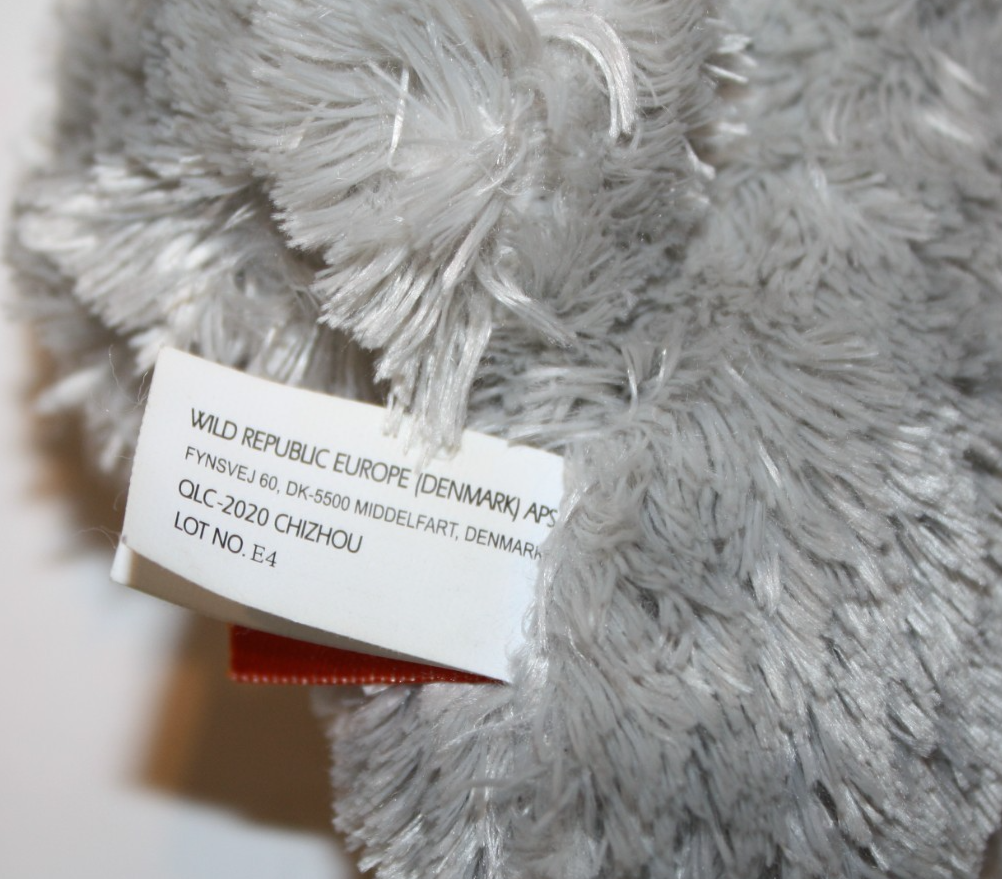 WILD REPUBLIC EUROPE (DENMARK) APS
FYNSVEJ 60, DK-5500 MIDDELFART, DENMARK
QLC-2020 CHIZHOU
LOT NO. E4